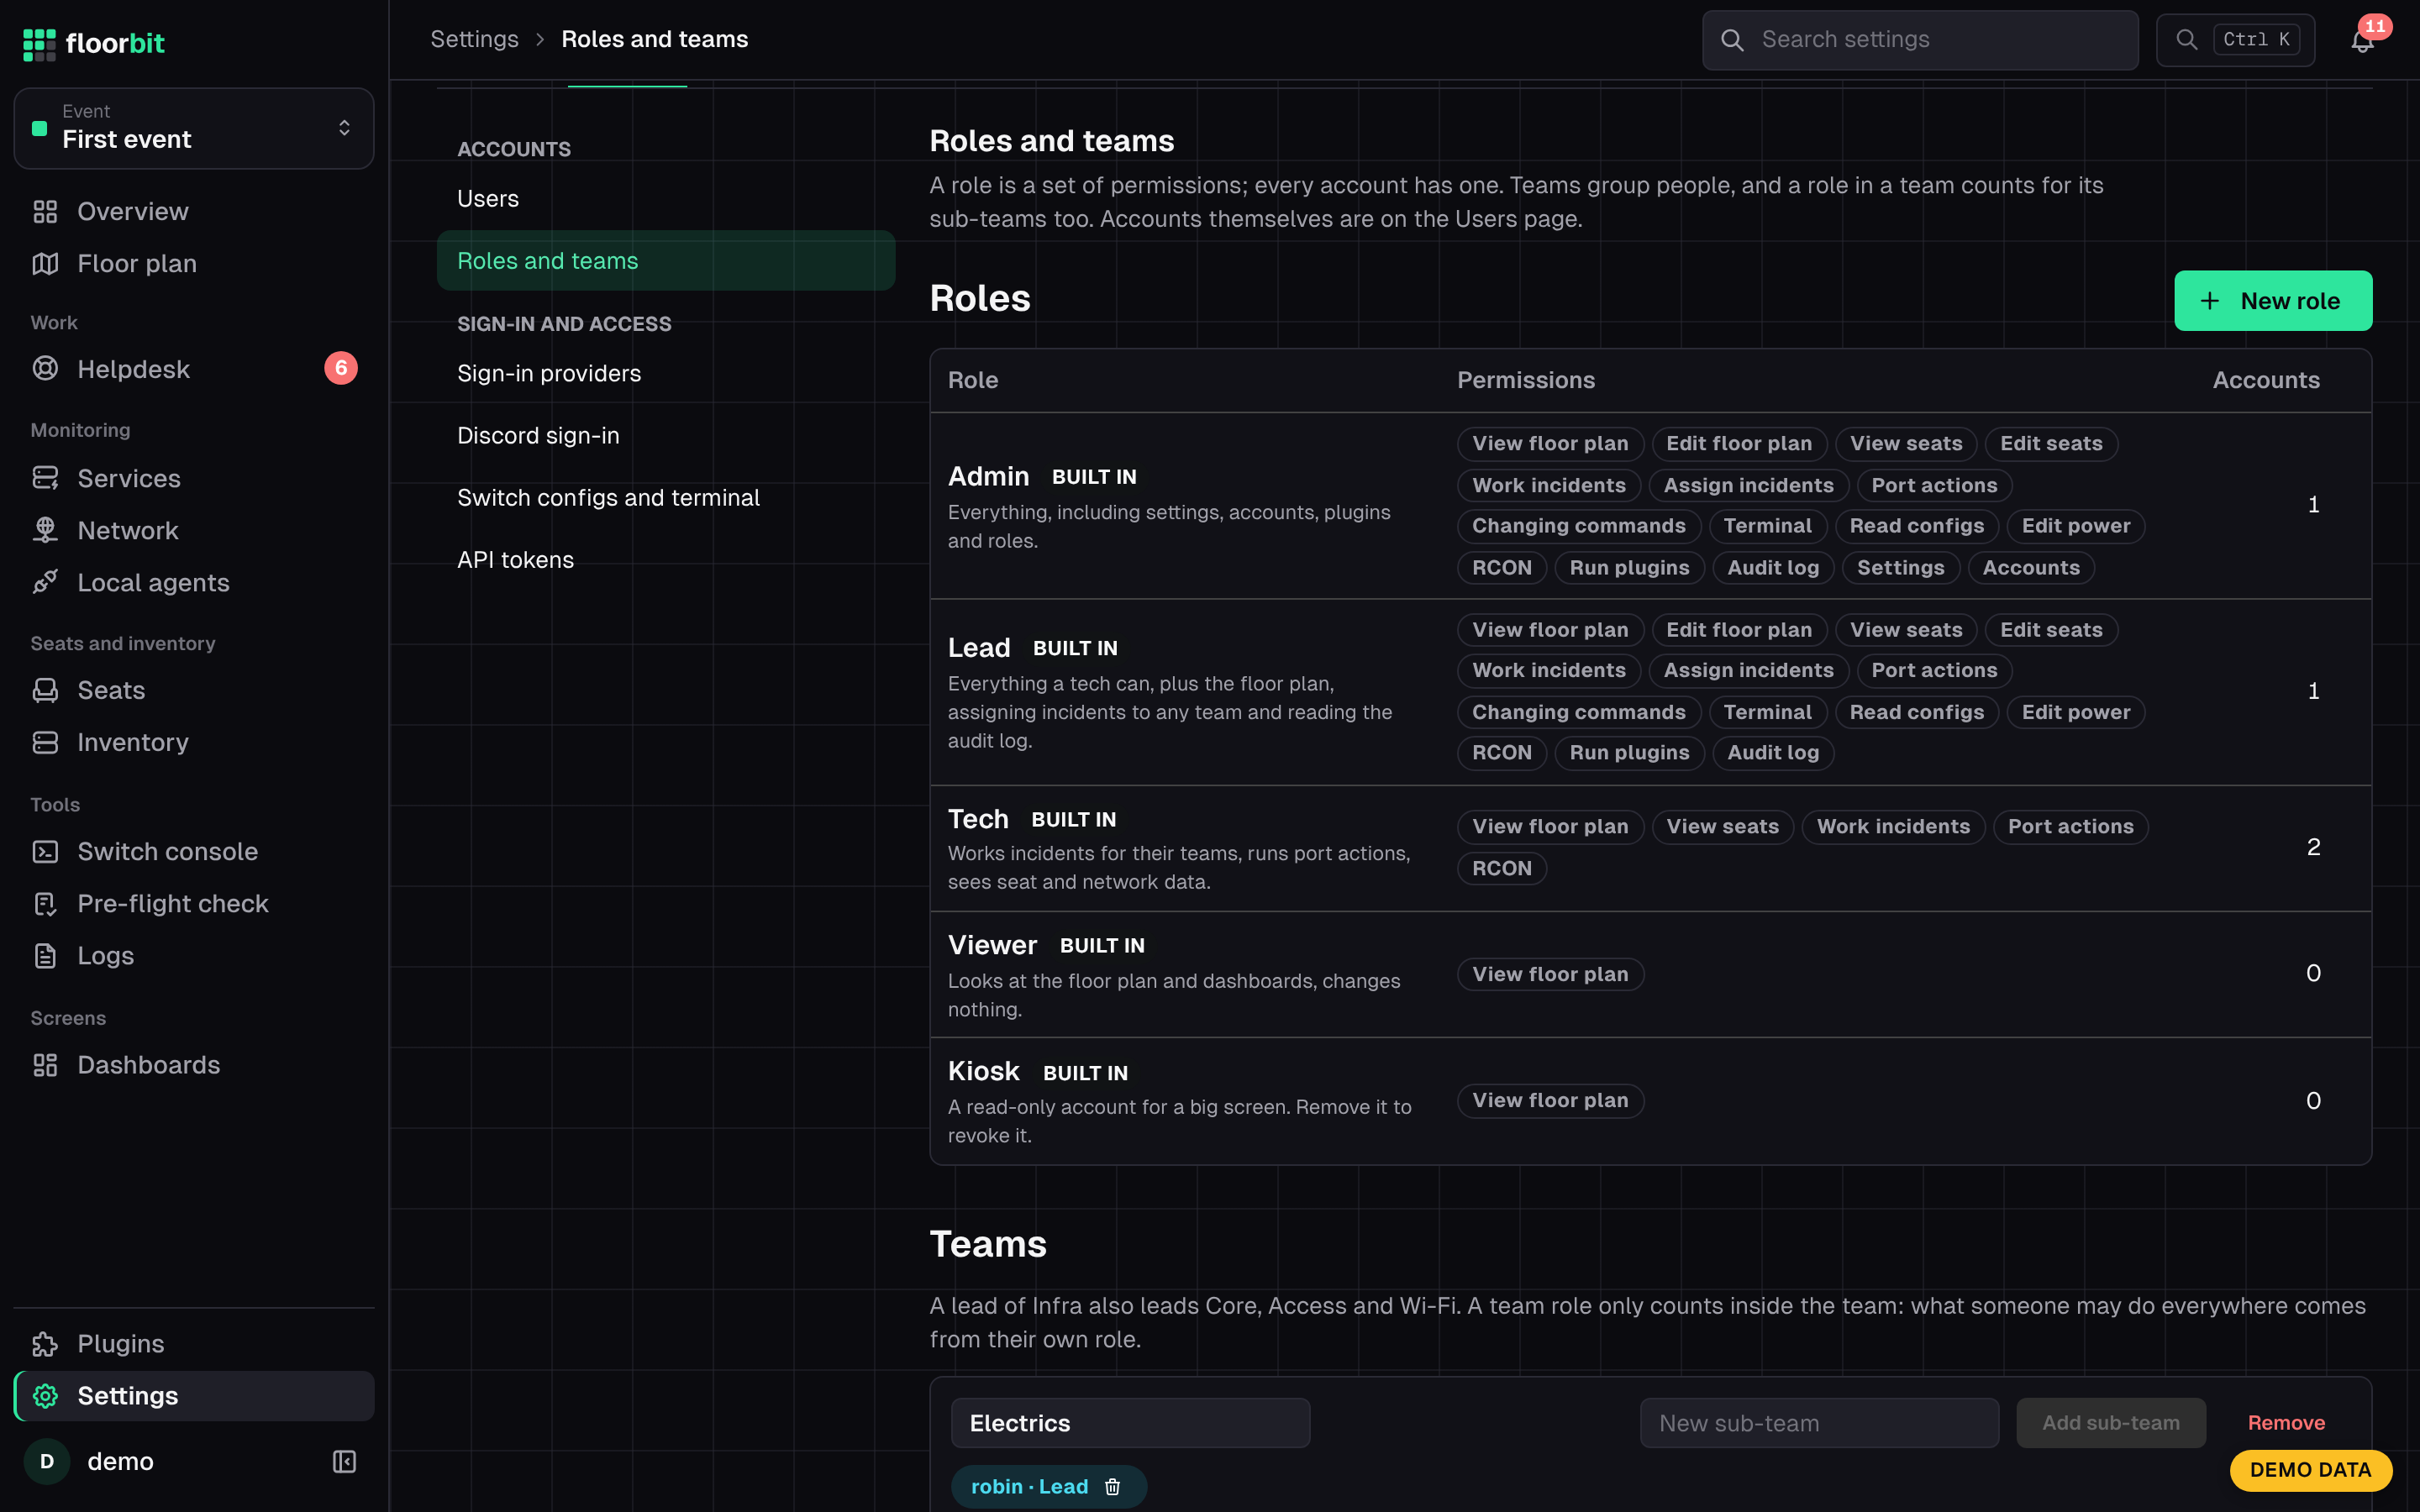 floorbit
Event
First event
Overview
Floor plan
Work
Helpdesk 6
Monitoring
Services
Network
Local agents
Seats and inventory
Seats
Inventory
Tools
Switch console
Pre-flight check
Logs
Screens
Dashboards
Plugins
Settings
D demo
Settings > Roles and teams
Search settings
Ctrl K
11
ACCOUNTS
Users
Roles and teams
SIGN-IN AND ACCESS
Sign-in providers
Discord sign-in
Switch configs and terminal
API tokens
Roles and teams
A role is a set of permissions; every account has one. Teams group people, and a role in a team counts for its
sub-teams too. Accounts themselves are on the Users page.
Roles
+ New role
Role Permissions Accounts
Admin BUILT IN
Everything, including settings, accounts, plugins
and roles.
View floor plan Edit floor plan View seats Edit seats
Work incidents Assign incidents Port actions
Changing commands Terminal Read configs Edit power
RCON Run plugins Audit log Settings Accounts
1
Lead BUILT IN
Everything a tech can, plus the floor plan,
assigning incidents to any team and reading the
audit log.
View floor plan Edit floor plan View seats Edit seats
Work incidents Assign incidents Port actions
Changing commands Terminal Read configs Edit power
RCON Run plugins Audit log
1
Tech BUILT IN
Works incidents for their teams, runs port actions,
sees seat and network data.
View floor plan View seats Work incidents Port actions
RCON
2
Viewer BUILT IN
Looks at the floor plan and dashboards, changes
nothing.
View floor plan
0
Kiosk BUILT IN
A read-only account for a big screen. Remove it to
revoke it.
View floor plan
0
Teams
A lead of Infra also leads Core, Access and Wi-Fi. A team role only counts inside the team: what someone may do everywhere comes
from their own role.
Electrics
New sub-team
Add sub-team
Remove
robin · Lead
DEMO DATA